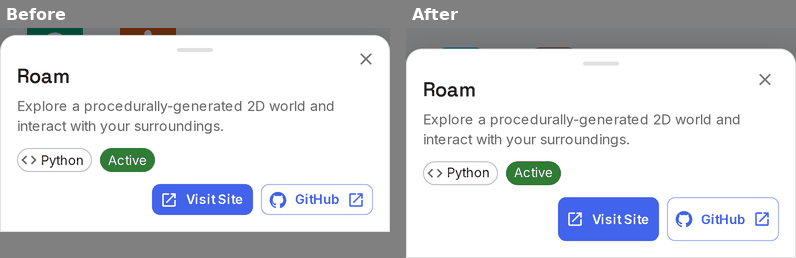 Before
Roam
Explore a procedurally-generated 2D world and
interact with your surroundings.
Python
Active
Visit Site
GitHub
After
Roam
Explore a procedurally-generated 2D world and
interact with your surroundings.
Python
Active
Visit Site
GitHub